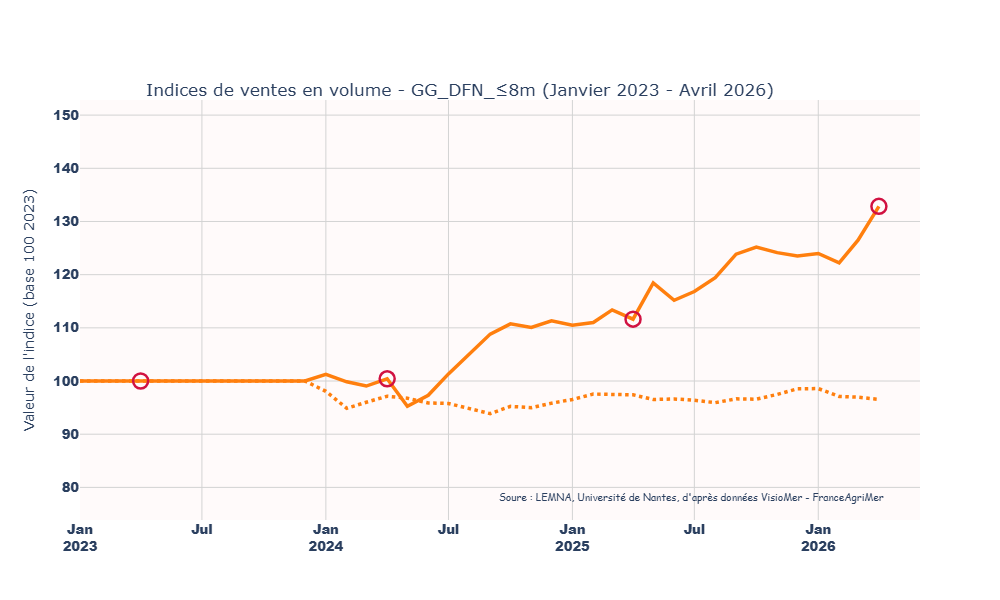 Indices de ventes en volume - GG_DFN_≤8m (Janvier 2023 - Avril 2026)
Valeur de l'indice (base 100 2023)
150
140
130
120
110
100
90
80
Soure : LEMNA, Université de Nantes, d'après données VisioMer - FranceAgriMer
Jan Jul Jan Jul Jan Jul Jan
2023 2024 2025 2026